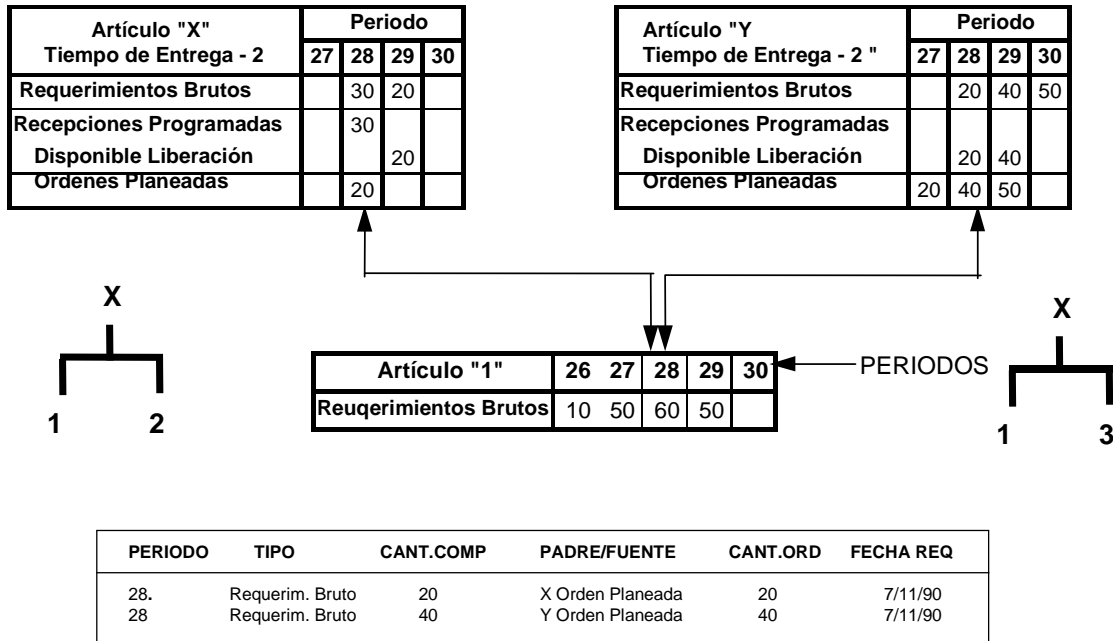 Artículo "X"
Tiempo de Entrega - 2
Periodo
27 28 29 30
Requerimientos Brutos 30 20
Recepciones Programadas 30
Disponible Liberación 20
Ordenes Planeadas 20
Artículo "Y
Tiempo de Entrega - 2 "
Periodo
27 28 29 30
Requerimientos Brutos 20 40 50
Recepciones Programadas
Disponible Liberación 20 40
Ordenes Planeadas 20 40 50
X
1 2
Artículo "1" 26 27 28 29 30
Reuqerimientos Brutos 10 50 60 50
PERIODOS
X
1 3
PERIODO TIPO CANT.COMP PADRE/FUENTE CANT.ORD FECHA REQ
28. Requerim. Bruto 20 X Orden Planeada 20 7/11/90
28 Requerim. Bruto 40 Y Orden Planeada 40 7/11/90